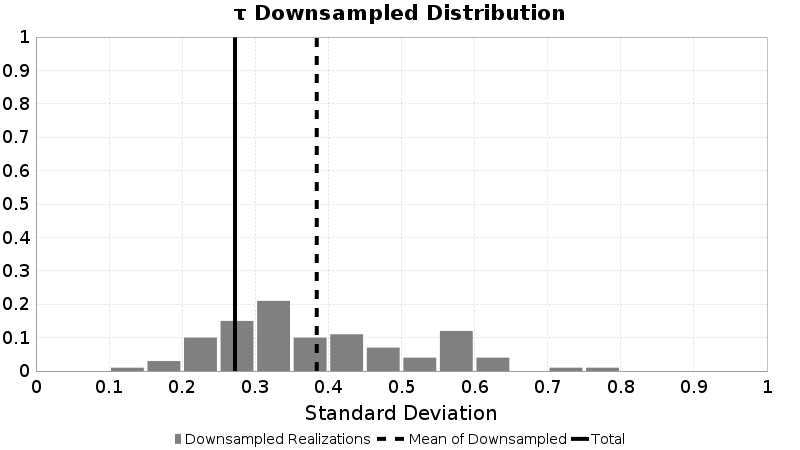 τ Downsampled Distribution
1
0.9
0.8
0.7
0.6
0.5
0.4
0.3
0.2
0.1
0
0 0.1 0.2 0.3 0.4 0.5 0.6 0.7 0.8 0.9 1
Standard Deviation
Downsampled Realizations Mean of Downsampled Total